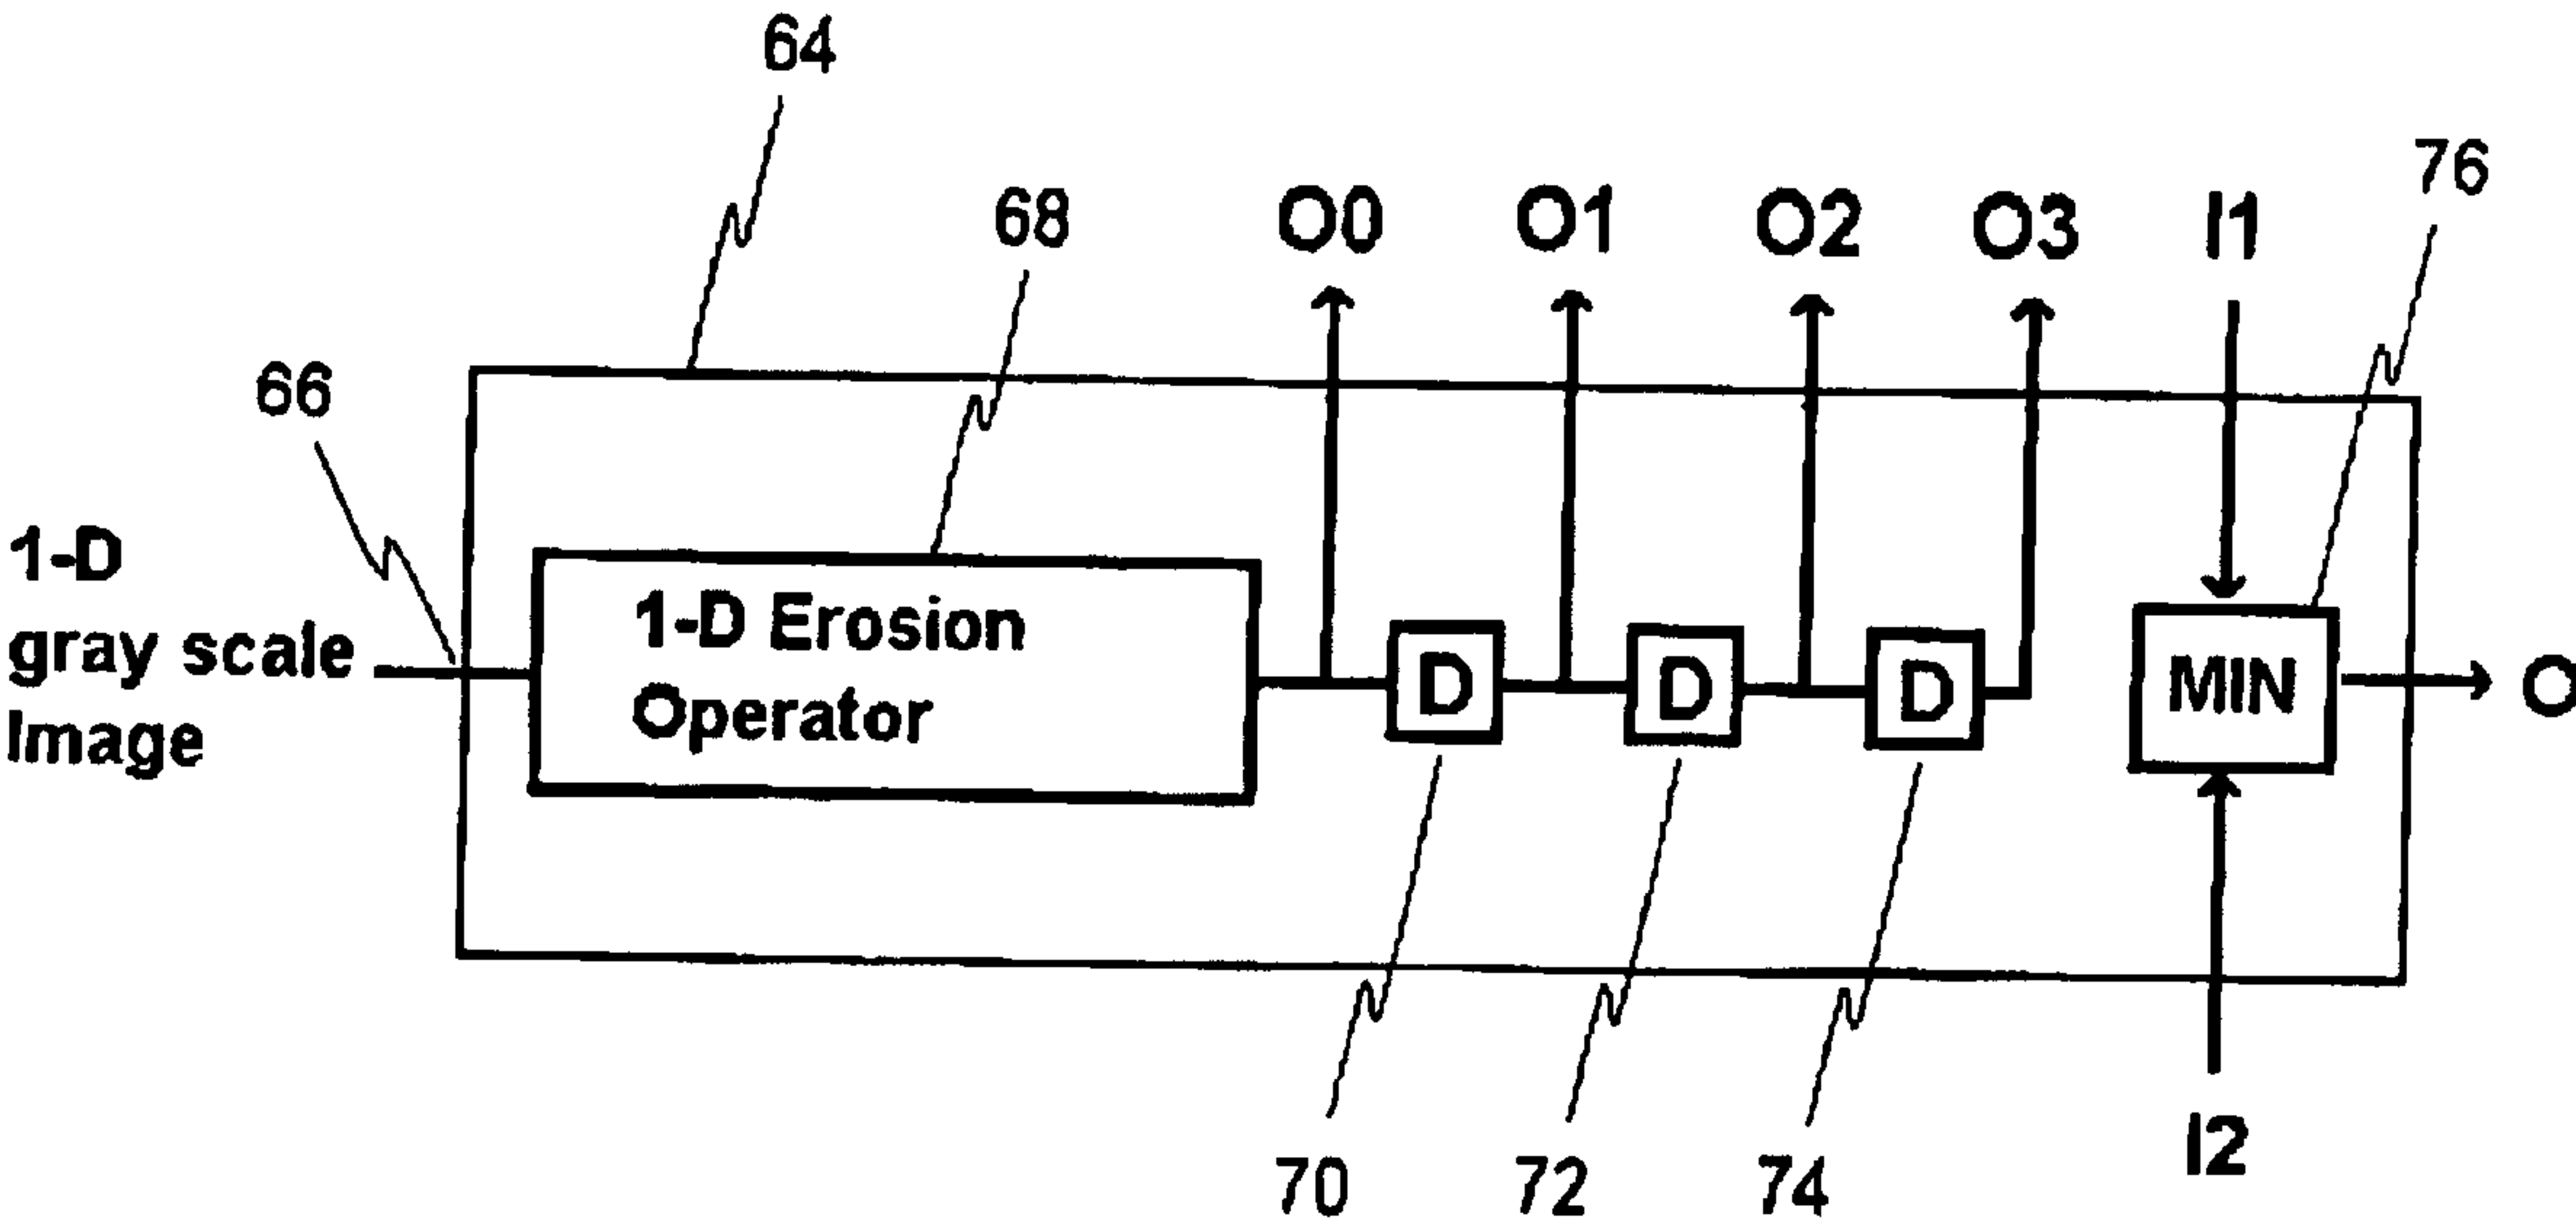 64
68
O0
O1
O2
O3
I1
76
66
1-D
gray scale
Image
1-D Erosion
Operator
D
D
D
MIN
O
70
72
74
I2